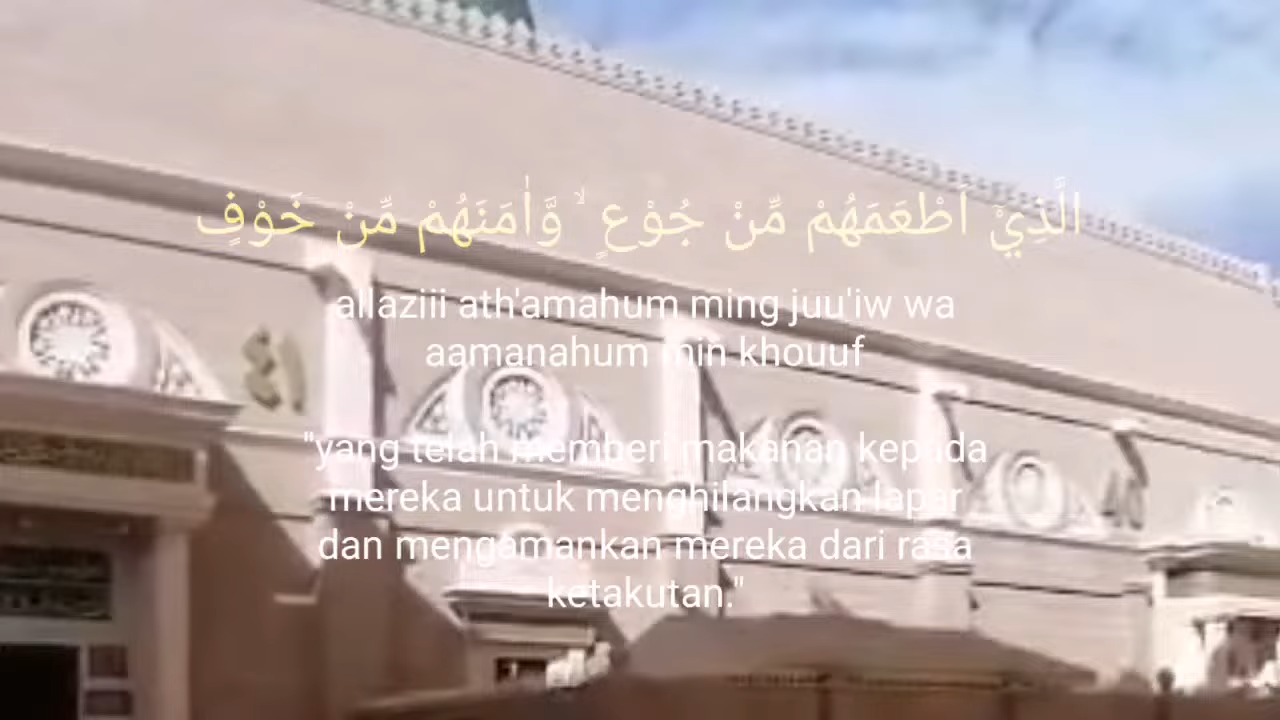 الَّذِيْٓ اَطْعَمَهُمْ مِّنْ جُوْعٍ ۙ وَّاٰمَنَهُمْ مِّنْ خَوْفٍ
allaziii ath'amahum ming juu'iw wa
aamanahum min khouuf
"yang telah memberi makanan kepada
mereka untuk menghilangkan lapar
dan mengamankan mereka dari rasa
ketakutan."